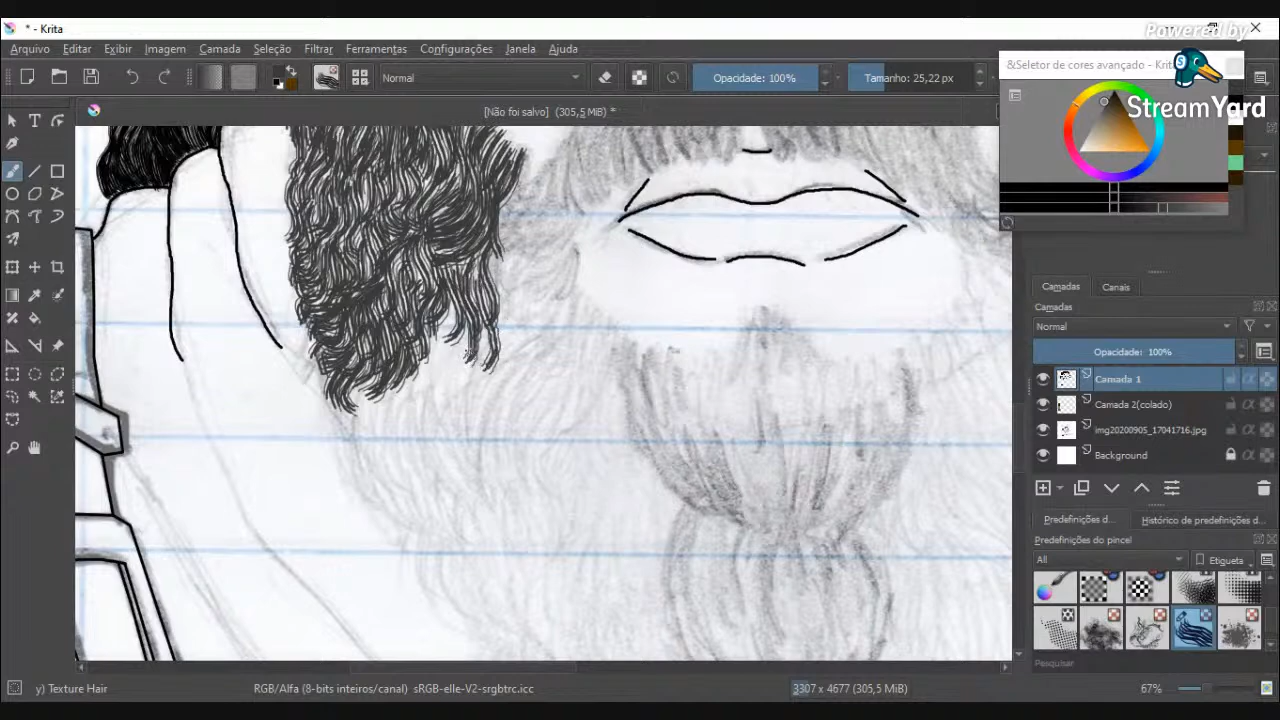 * - Krita
Powered by
Arquivo Editar Exibir Imagem Camada Seleção Filtrar Ferramentas Configurações Janela Ajuda
&Seletor de cores avançado - Krita
StreamYard
Normal
Opacidade: 100%
Tamanho: 25,22 px
[Não foi salvo] (305,5 MiB) *
Camadas Canais
Camadas
Normal
Opacidade: 100%
Camada 1
Camada 2(colado)
img20200905_17041716.jpg
Background
Predefinições d... Histórico de predefinições d...
Predefinições do pincel
All
Etiqueta
Pesquisar
y) Texture Hair
RGB/Alfa (8-bits inteiros/canal) sRGB-elle-V2-srgbtrc.icc
3307 x 4677 (305,5 MiB)
67%